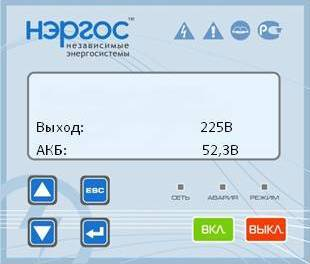 нэргос™
независимые
энергосистемы
Выход: 225В
АКБ: 52,3В
ESC
СЕТЬ АВАРИЯ РЕЖИМ
ВКЛ. ВЫКЛ.